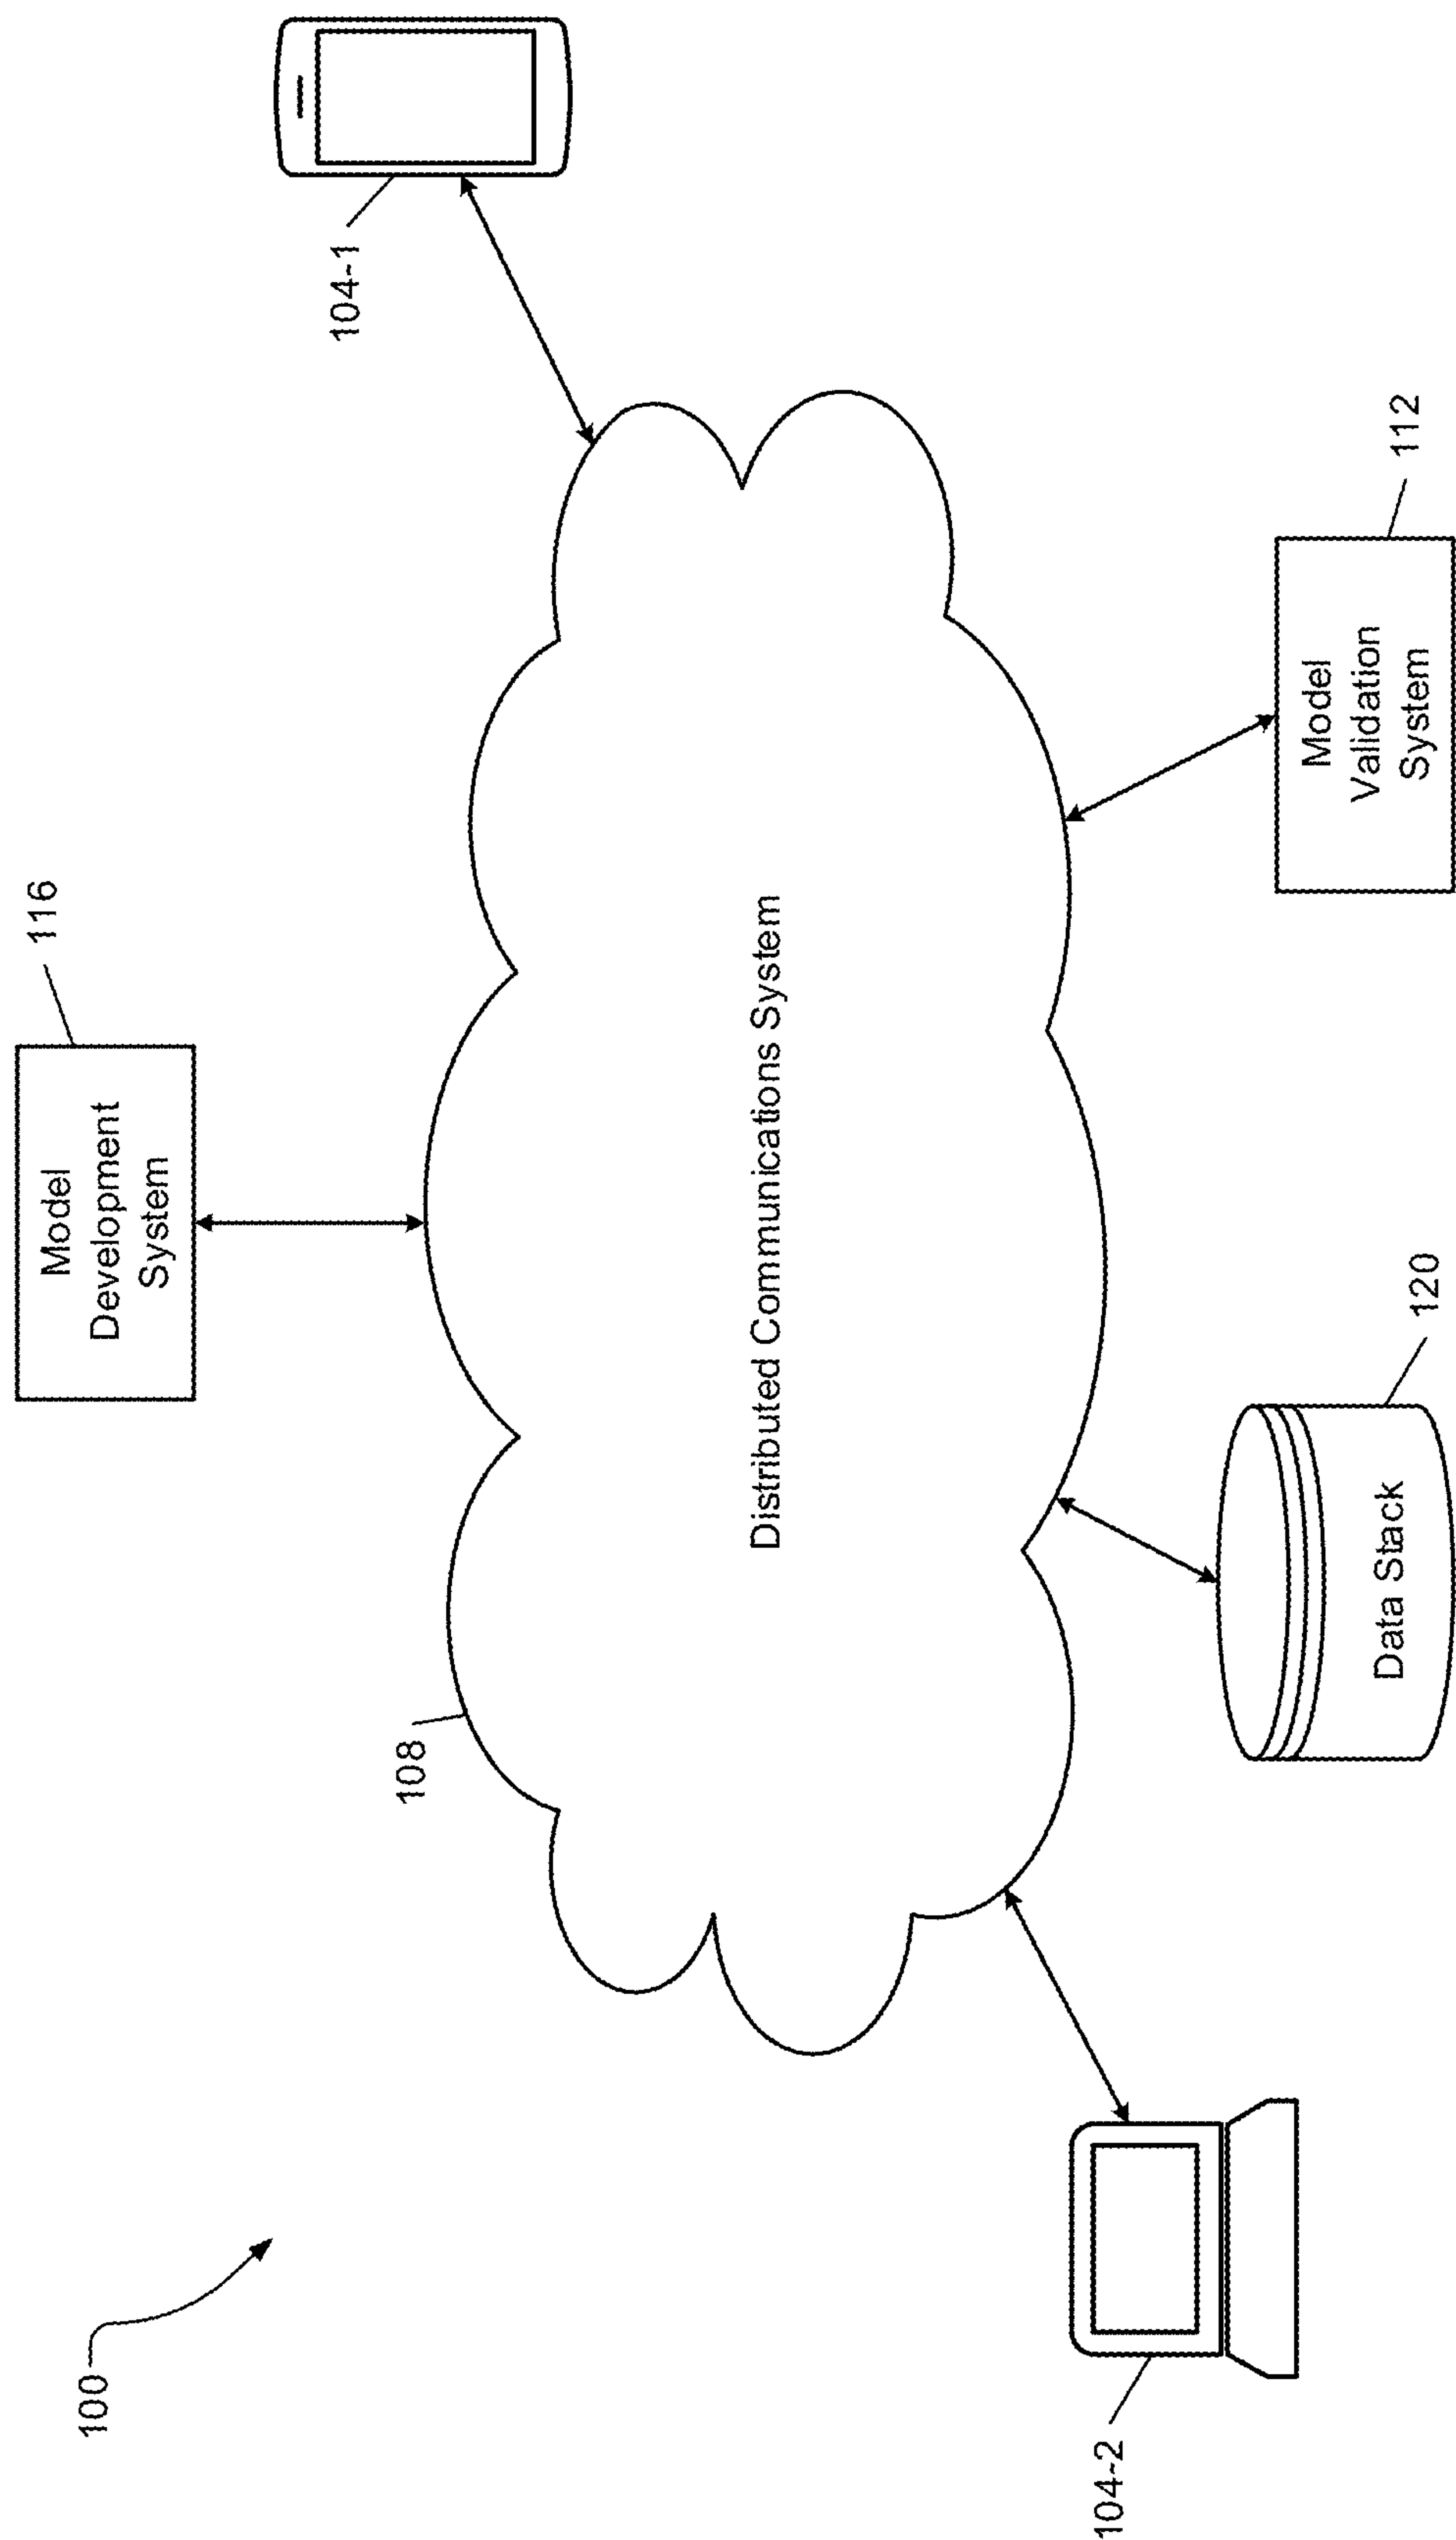 100
116
Model
Development
System
108
104-1
Distributed Communications System
104-2
120
Data Stack
112
Model
Validation
System